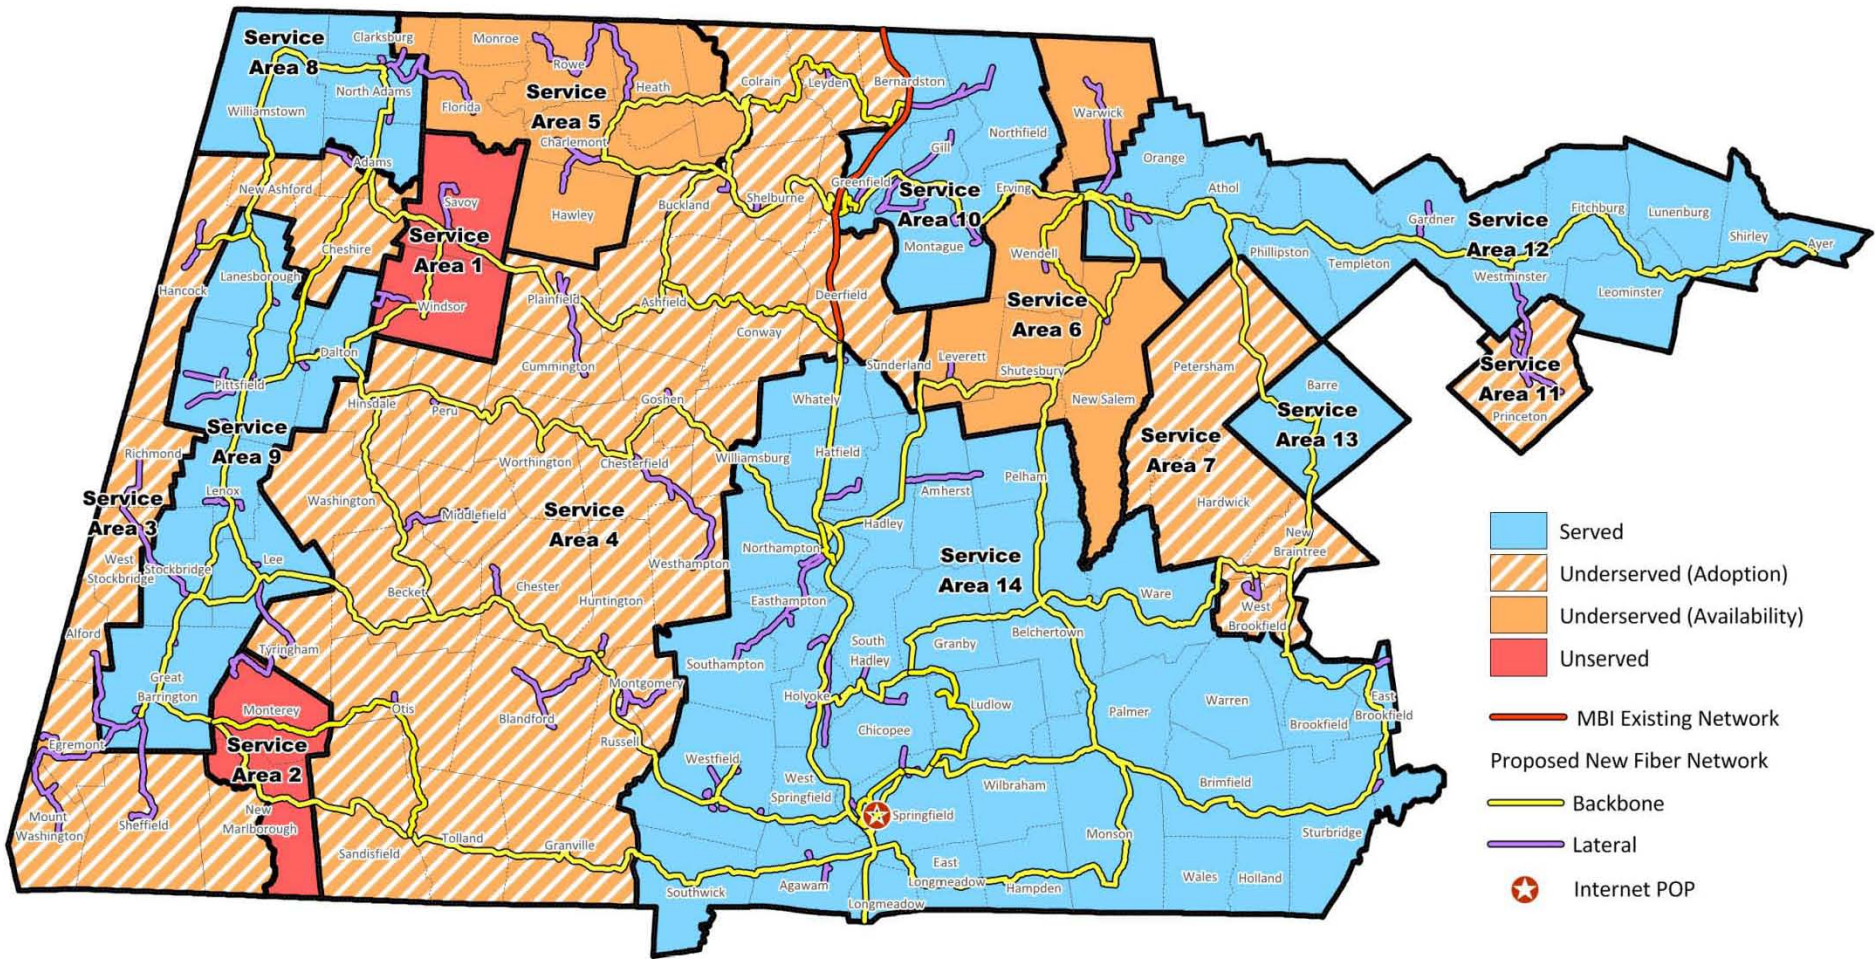 Service
Area 8
Clarksburg
Monroe
Rowe
Heath
Colrain
Leyden
Bernardston
Warwick
North Adams
Williamstown
Florida
Service
Area 5
Charlemont
Northfield
Gill
Orange
Athol
Adams
New Ashford
Savoy
Hawley
Buckland
Shelburne
Greenfield
Service
Area 10
Erving
Montague
Gardner
Service
Area 12
Fitchburg
Lunenburg
Shirley
Ayer
Cheshire
Service
Area 1
Wendell
Phillipston
Templeton
Westminster
Leominster
Hancock
Lanesborough
Windsor
Plainfield
Ashfield
Deerfield
Conway
Service
Area 6
Dalton
Cummington
Sunderland
Leverett
Shutesbury
New Salem
Petersham
Barre
Service
Area 11
Princeton
Pittsfield
Hinsdale
Peru
Goshen
Whately
Service
Area 13
Service
Area 9
Richmond
Worthington
Chesterfield
Williamsburg
Hatfield
Service
Area 7
Lenox
Washington
Middlefield
Service
Area 4
Amherst
Pelham
Hardwick
Service
Area 3
Hadley
New
Braintree
West
Stockbridge
Stockbridge
Lee
Becket
Chester
Huntington
Westhampton
Northampton
Service
Area 14
Easthampton
Ware
West
Brookfield
Alford
Tyringham
Southampton
South
Hadley
Granby
Belchertown
Great
Barrington
Monterey
Otis
Blandford
Montgomery
Holyoke
Ludlow
Palmer
Warren
Brookfield
East
Brookfield
Egremont
Service
Area 2
Russell
Chicopee
Westfield
West
Springfield
Wilbraham
Brimfield
Mount
Washington
Sheffield
New
Marlborough
Springfield
Sturbridge
Sandisfield
Tolland
Granville
Monson
Southwick
Agawam
East
Longmeadow
Longmeadow
Hampden
Wales
Holland
Served
Underserved (Adoption)
Underserved (Availability)
Unserved
MBI Existing Network
Proposed New Fiber Network
Backbone
Lateral
Internet POP